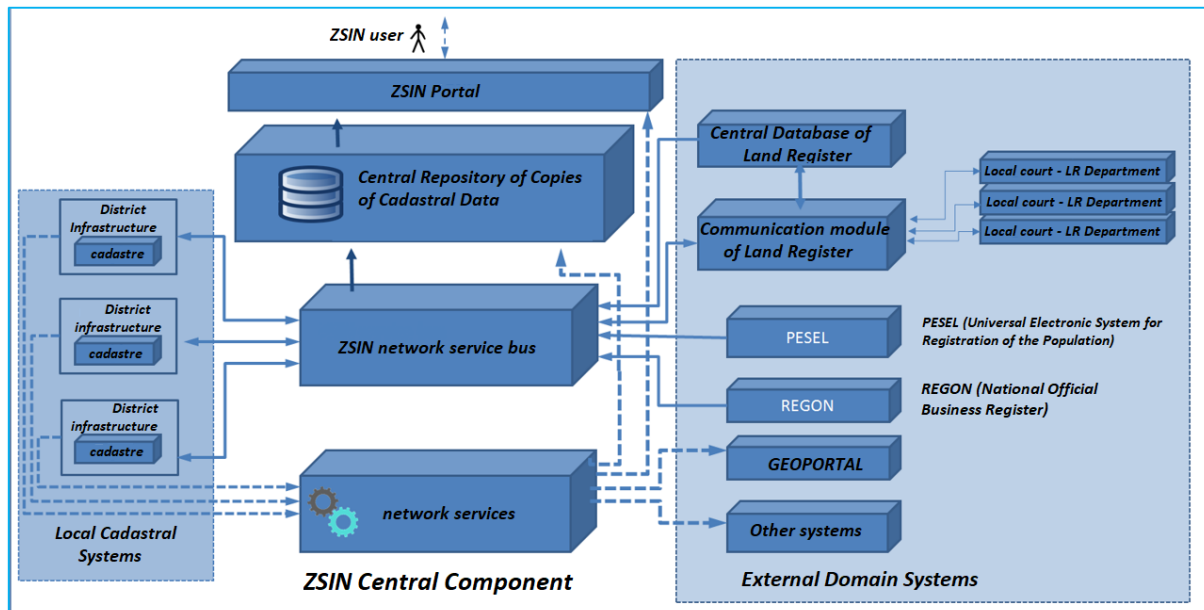 ZSIN user
ZSIN Portal
Central Repository of Copies
of Cadastral Data
ZSIN network service bus
network services
ZSIN Central Component
District
Infrastructure
cadastre
District
infrastructure
cadastre
District
infrastructure
cadastre
Local Cadastral
Systems
Central Database of
Land Register
Communication module
of Land Register
Local court - LR Department
Local court - LR Department
Local court - LR Department
PESEL
PESEL (Universal Electronic System for
Registration of the Population)
REGON
REGON (National Official
Business Register)
GEOPORTAL
Other systems
External Domain Systems